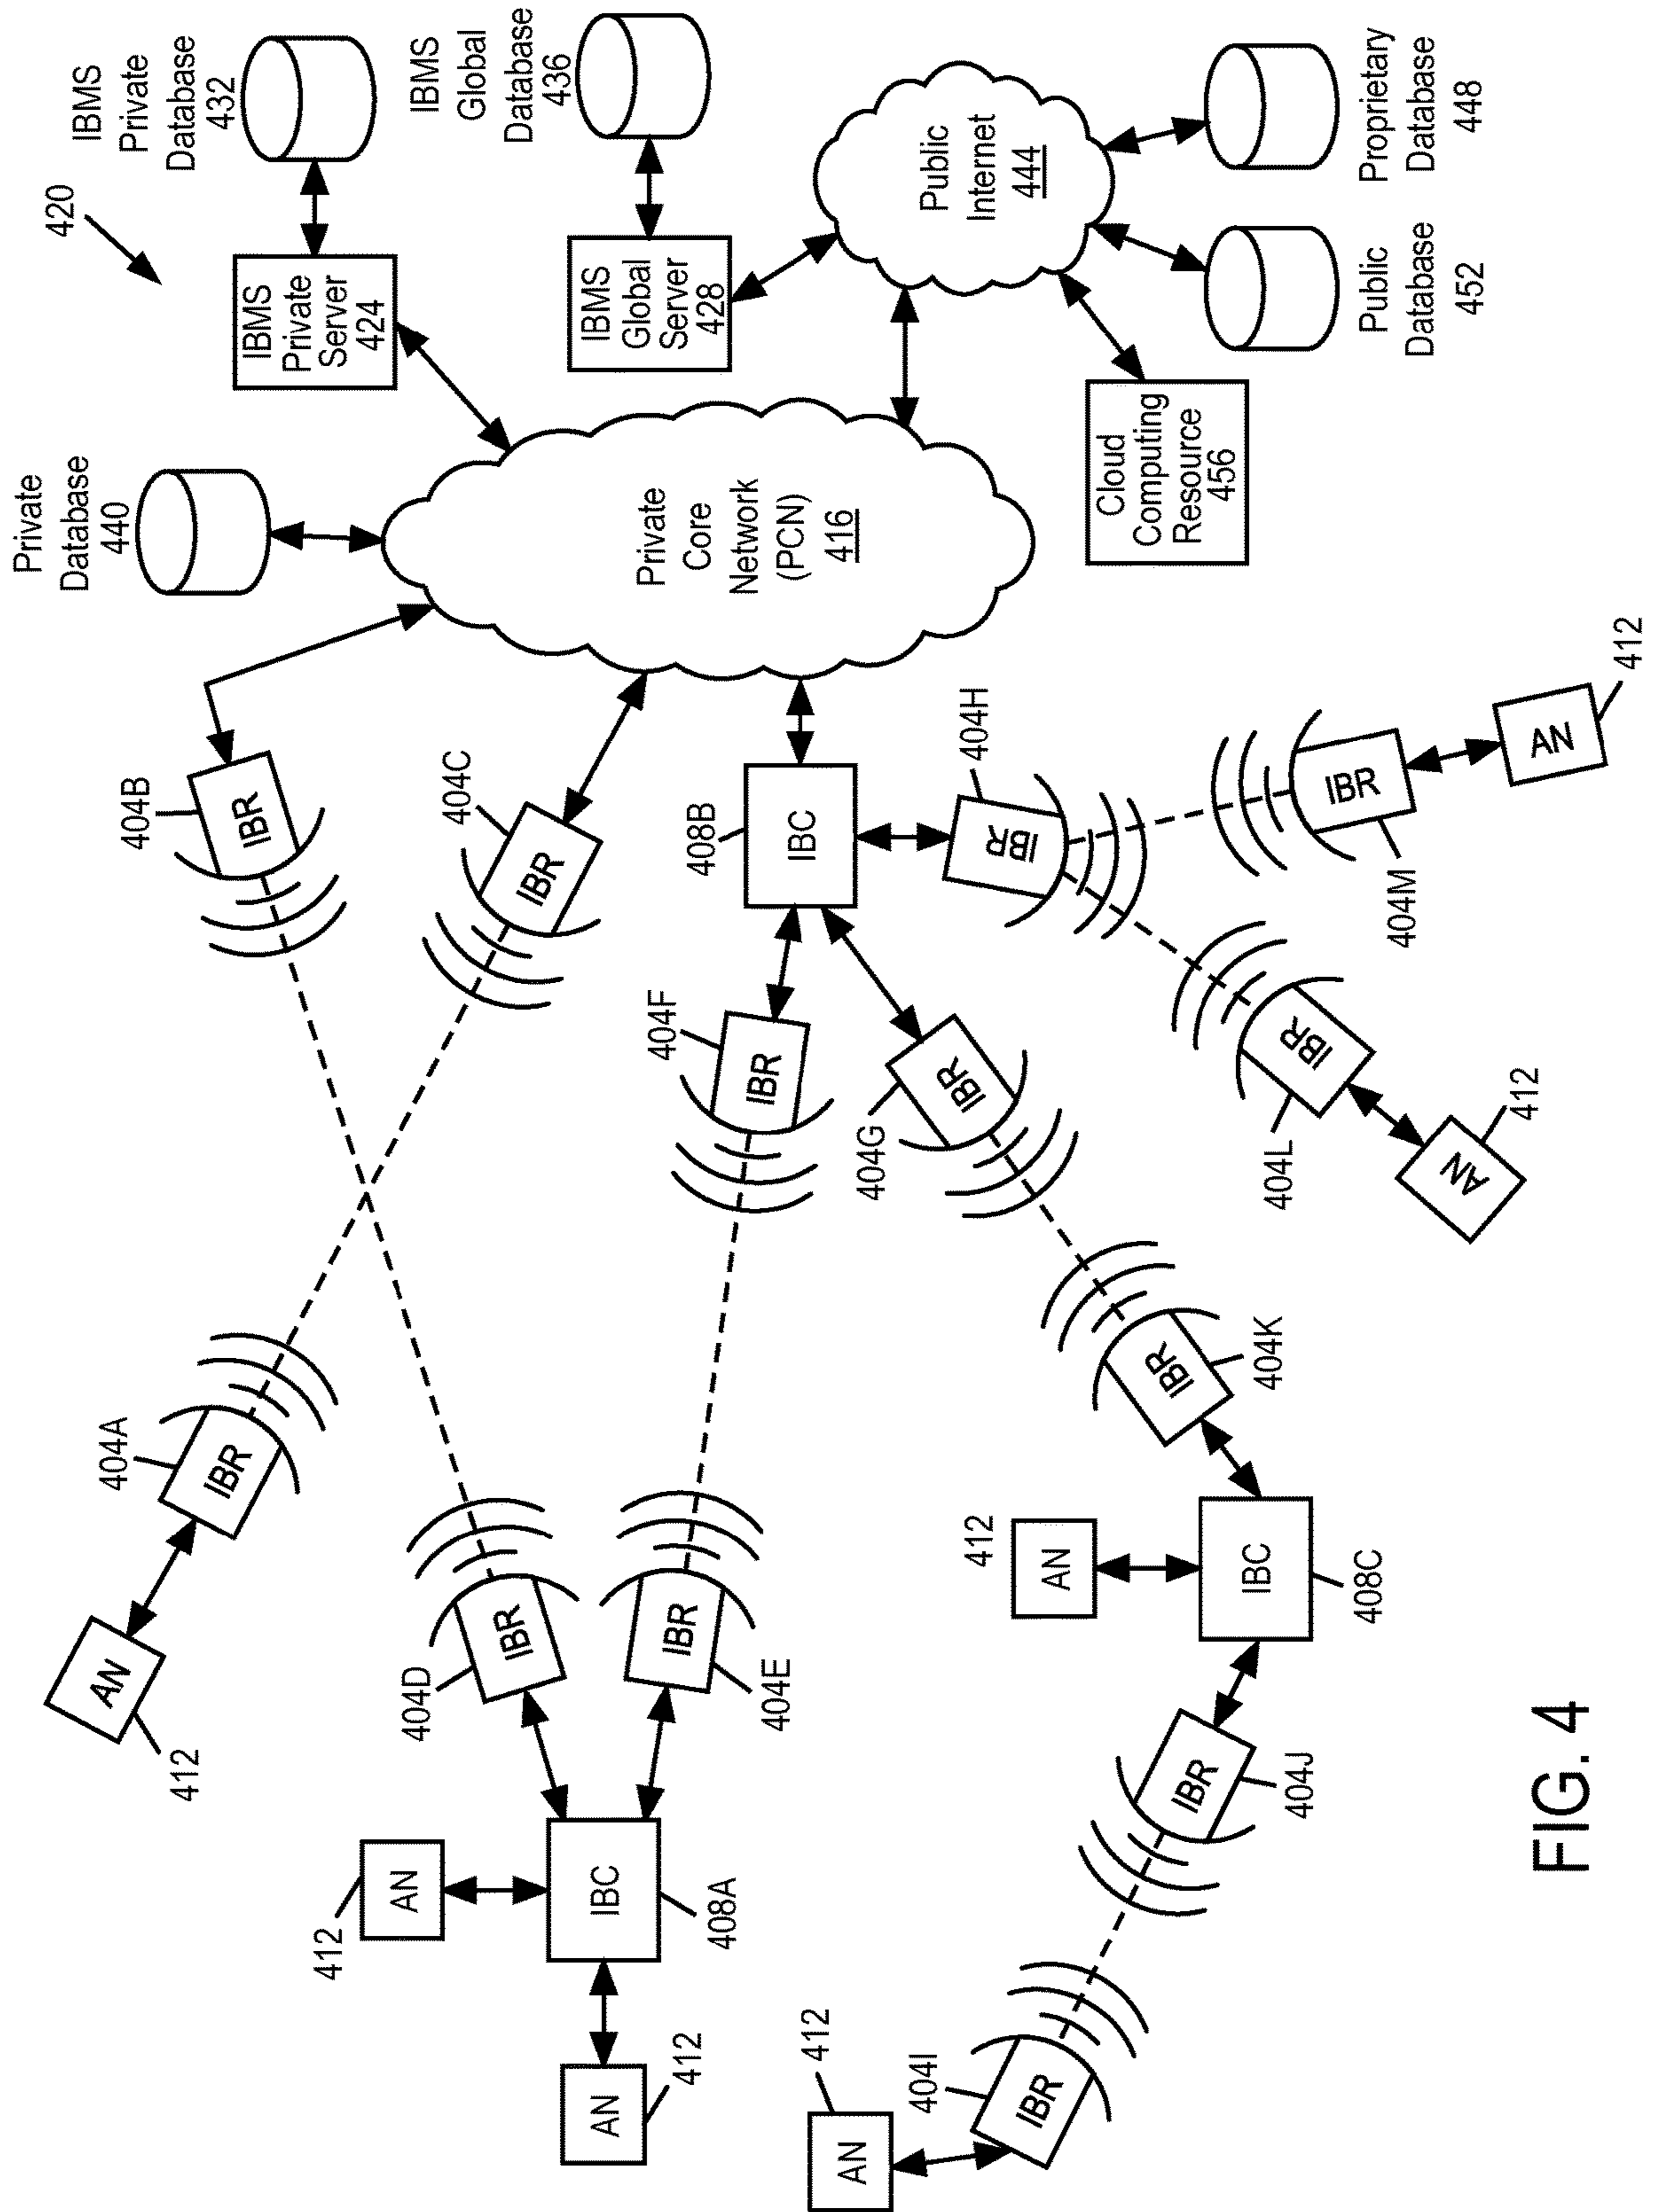 Private
Database
440
420
IBMS
Private
Database
432
IBMS
Private
Server
424
IBMS
Global
Database
436
IBMS
Global
Server
428
Private
Core
Network
(PCN)
416
Public
Internet
444
Cloud
Computing
Resource
456
Public
Database
452
Proprietary
Database
448
AN
412
404A
IBR
404B
IBR
404C
IBR
404D
IBR
IBR
404E
412
AN
IBC
408A
AN
412
404F
IBR
408B
IBC
404G
IBR
404H
IBR
412
AN
404I
IBR
IBR
404J
412
AN
IBC
408C
IBR
404K
IBR
404L
AN
412
IBR
404M
AN
412
FIG. 4